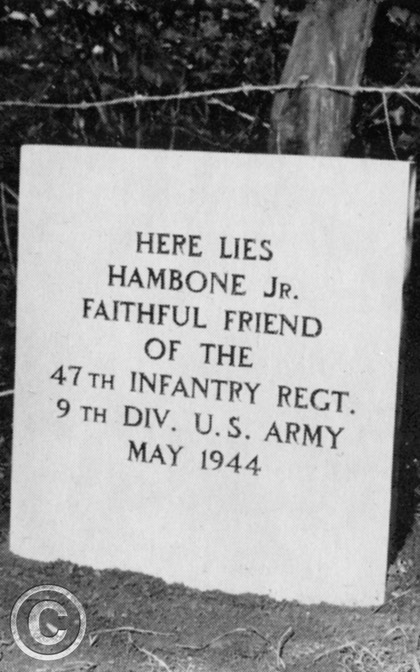 HERE LIES
HAMBONE JR.
FAITHFUL FRIEND
OF THE
47TH INFANTRY REGT.
9TH DIV. U.S. ARMY
MAY 1944
©